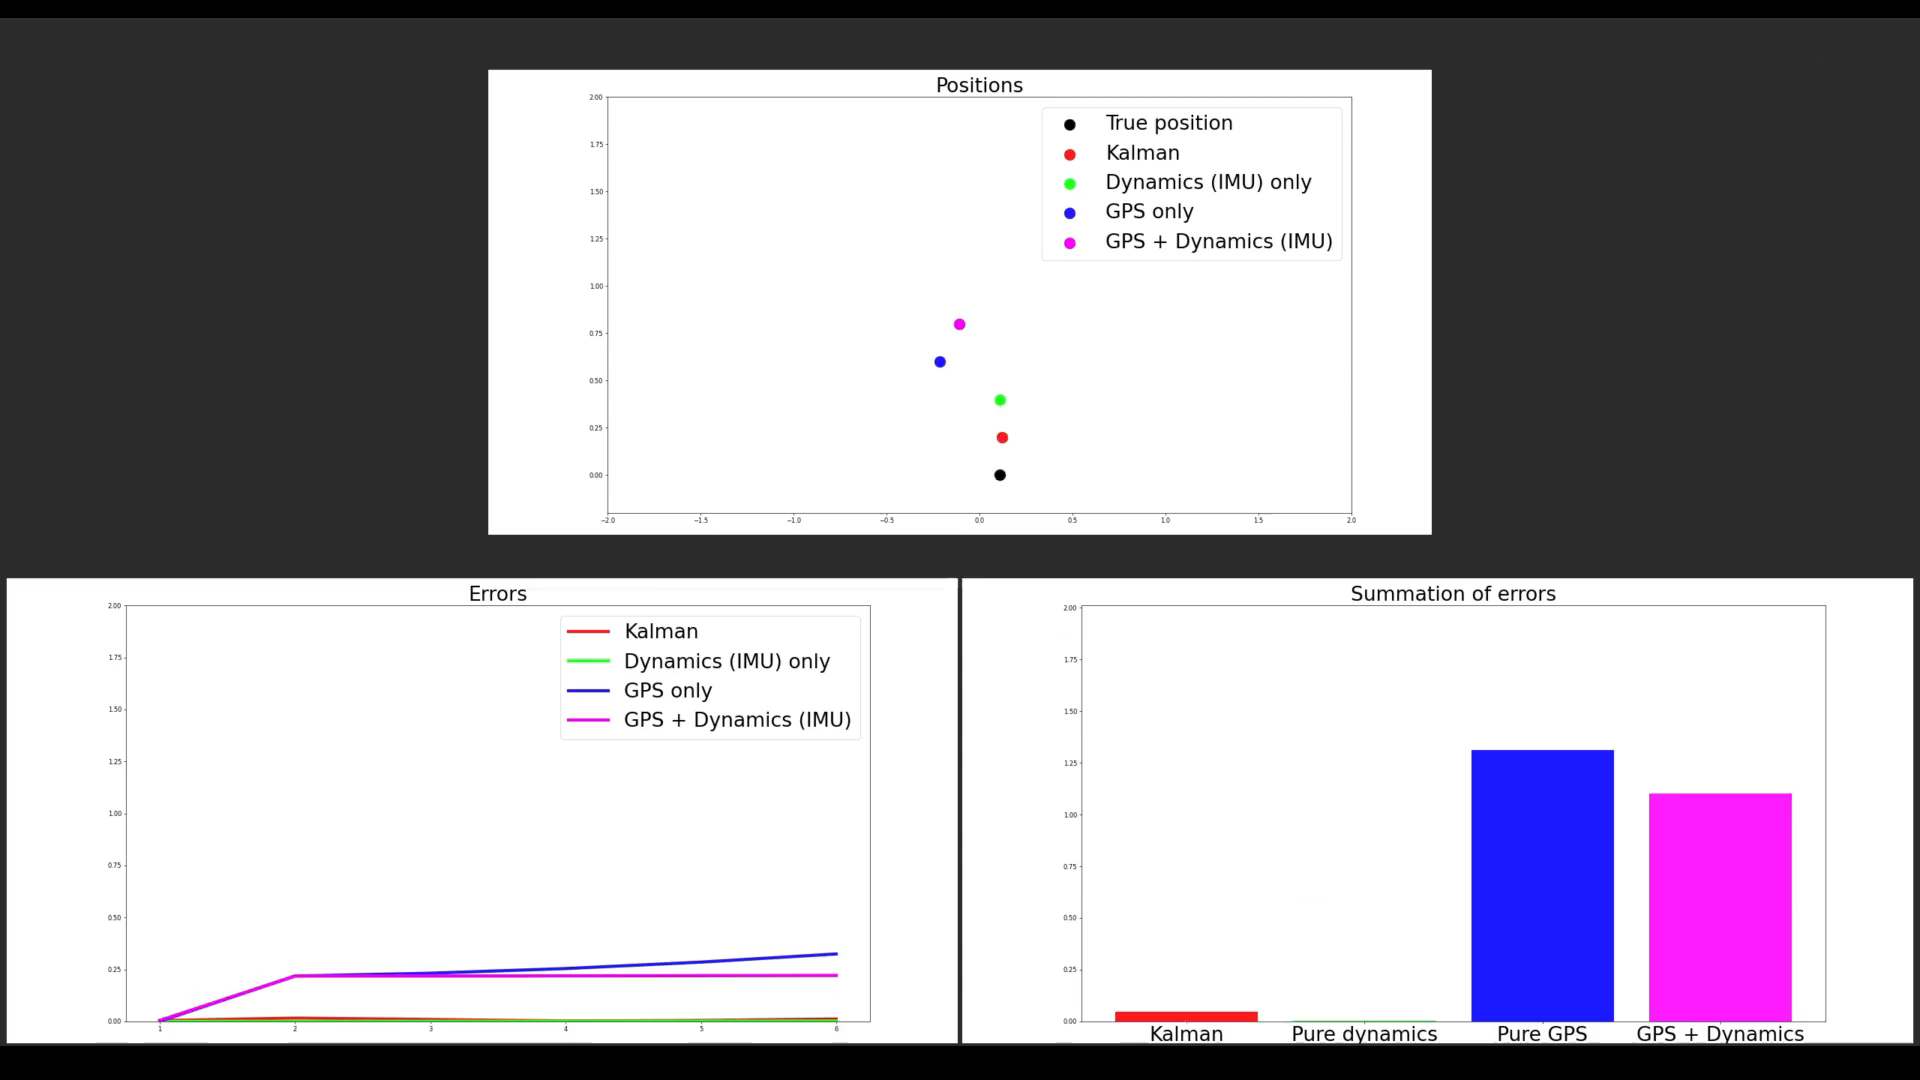 Positions
2.00
1.75
1.50
1.25
1.00
0.75
0.50
0.25
0.00
−2.0 −1.5 −1.0 −0.5 0.0 0.5 1.0 1.5 2.0
True position
Kalman
Dynamics (IMU) only
GPS only
GPS + Dynamics (IMU)
Errors
2.00
1.75
1.50
1.25
1.00
0.75
0.50
0.25
0.00
1 2 3 4 5 6
Kalman
Dynamics (IMU) only
GPS only
GPS + Dynamics (IMU)
Summation of errors
2.00
1.75
1.50
1.25
1.00
0.75
0.50
0.25
0.00
Kalman Pure dynamics Pure GPS GPS + Dynamics